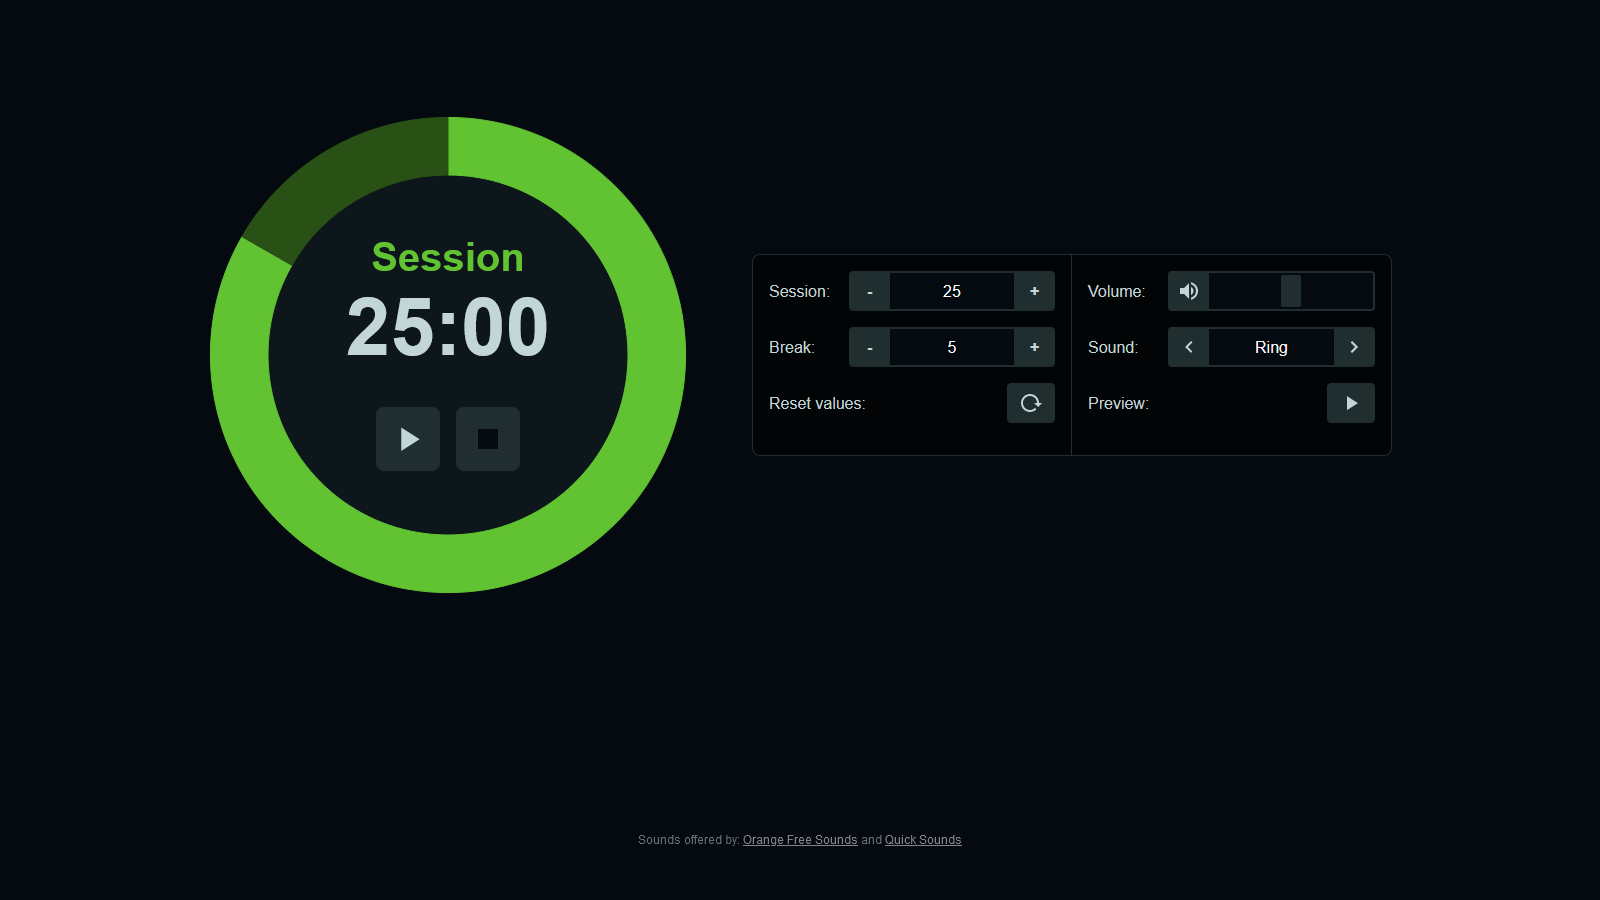 Session
25:00
Session: - 25 +
Break: - 5 +
Reset values:
Volume:
Sound: Ring
Preview:
Sounds offered by: Orange Free Sounds and Quick Sounds